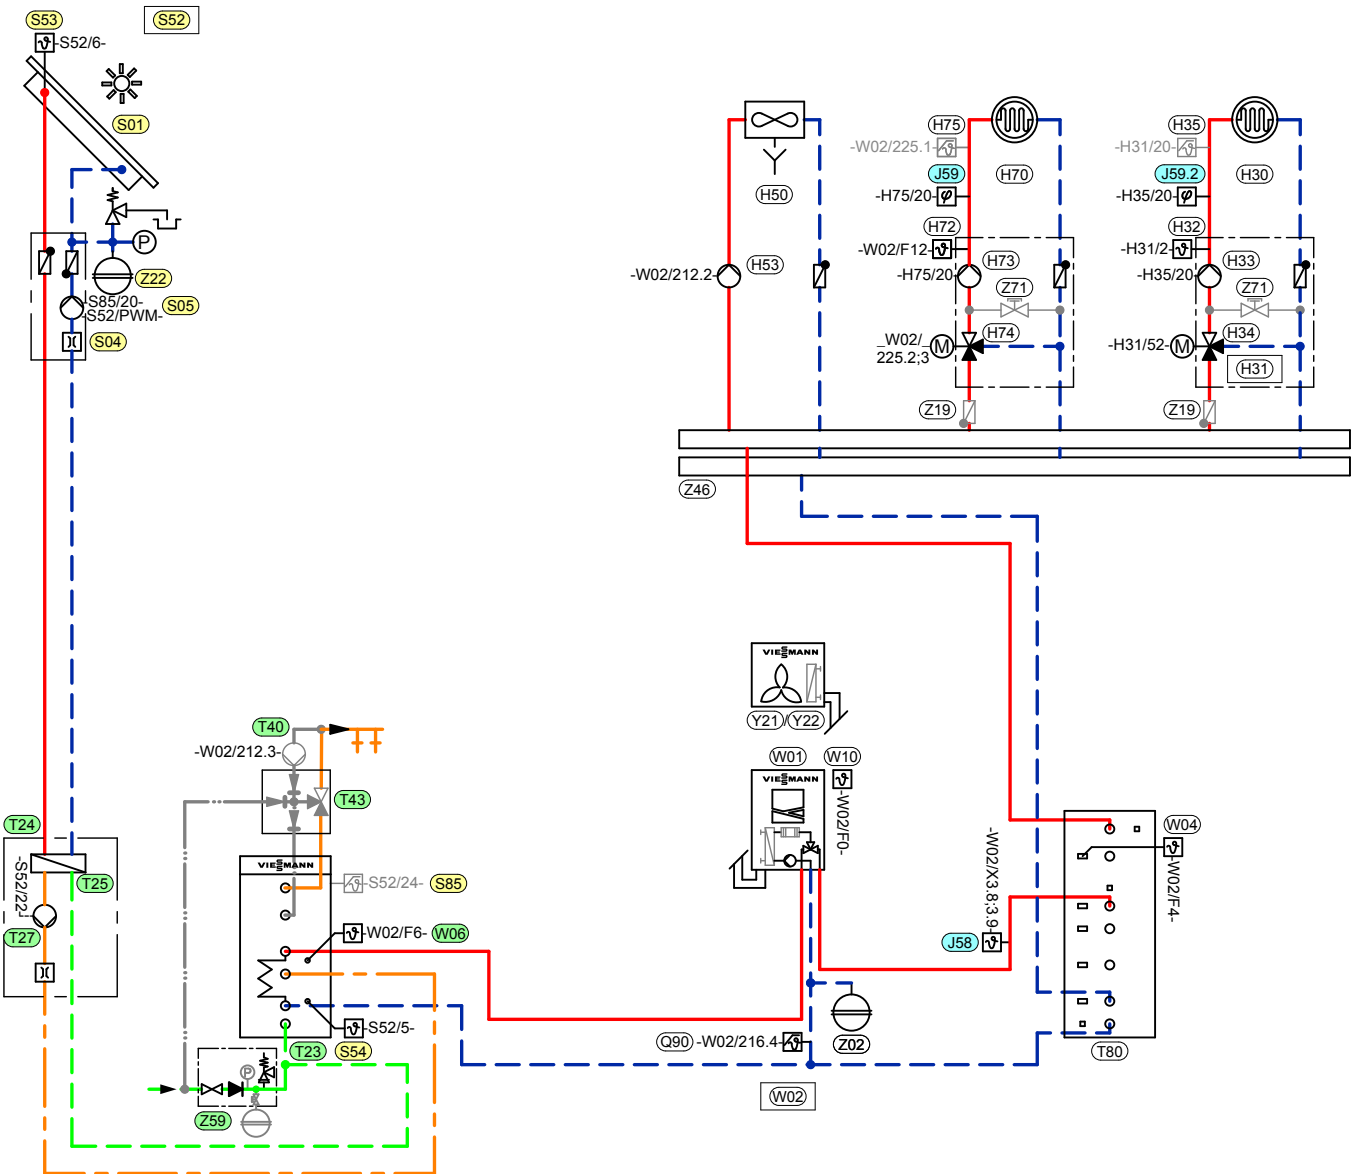 S53
S52
-S52/6-
S01
P
Z22
-S85/20-
-S52/PWM-
S05
S04
H50
-W02/212.2-
H53
H75
-W02/225.1-
J59
H70
-H75/20-
H72
-W02/F12-
H73
-H75/20-
Z71
H74
_W02/_
225.2;3
M
Z19
H35
-H31/20-
J59.2
H30
-H35/20-
H32
-H31/2-
H33
-H35/20-
Z71
H34
-H31/52-
M
H31
Z19
Z46
VIESMANN
Y21/Y22
W01
W10
VIESMANN
-W02/F0-
T40
-W02/212.3-
T43
T24
T25
-S52/22-
T27
VIESMANN
-S52/24-
S85
-W02/F6-
W06
-S52/5-
T23
S54
P
Z59
-W02/X3.8;3.9-
J58
W04
-W02/F4-
T80
Q90
-W02/216.4-
Z02
W02